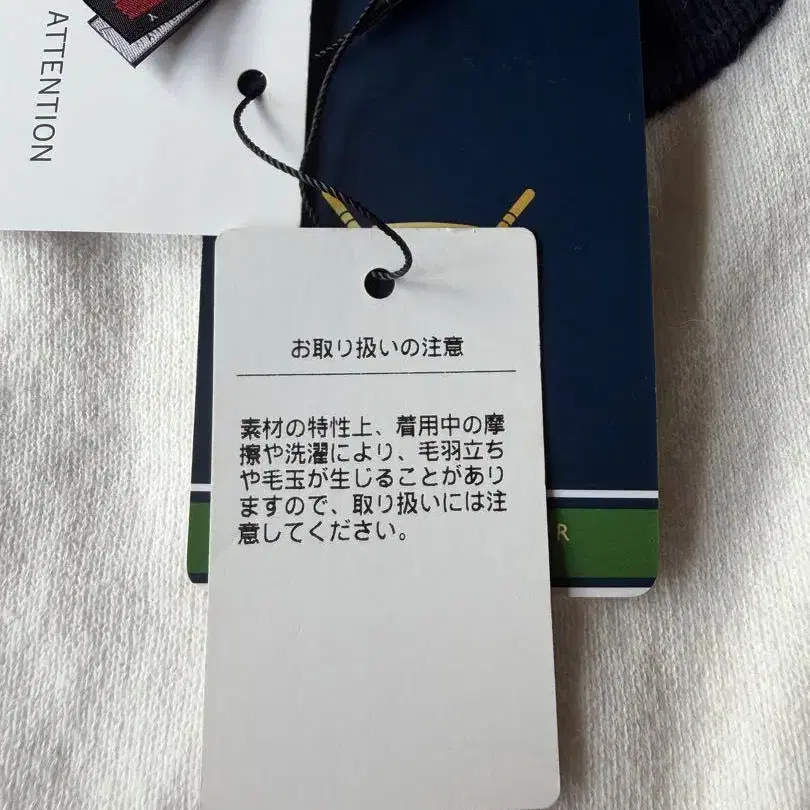 ATTENTION
お取り扱いの注意
素材の特性上、着用中の摩
擦や洗濯により、毛羽立ち
や毛玉が生じることがあり
ますので、取り扱いには注
意してください。
R